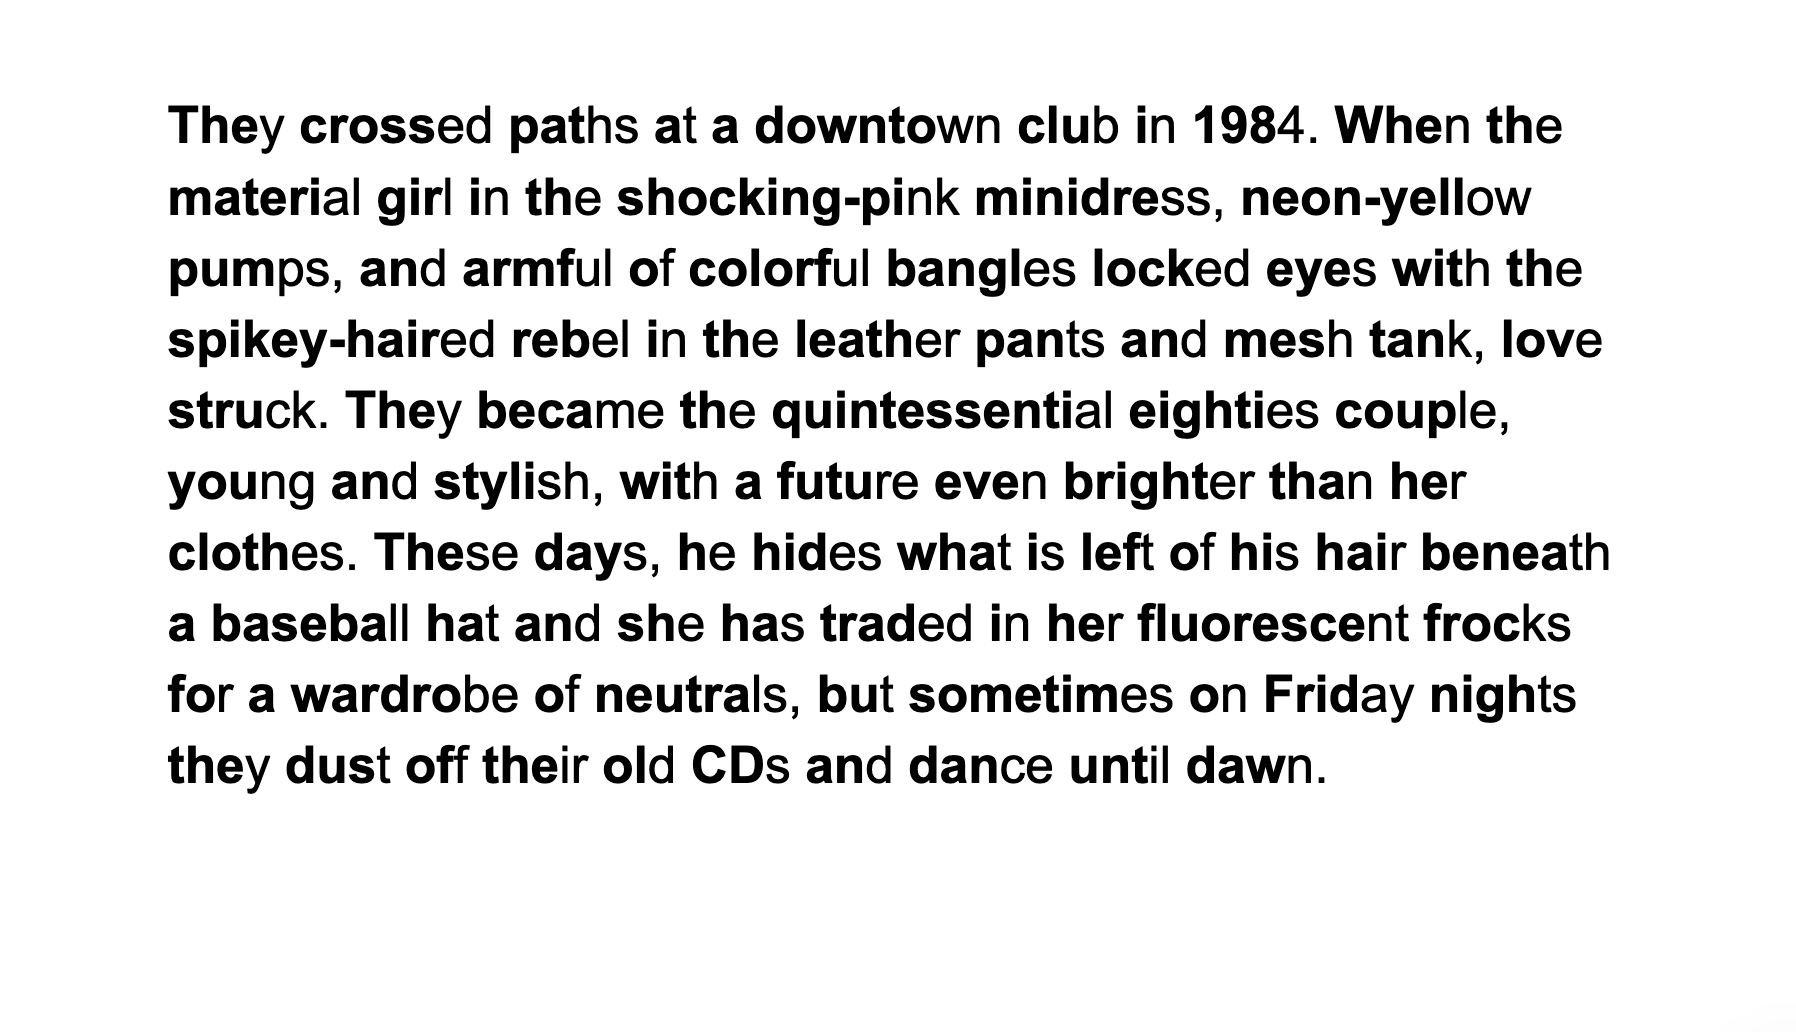 They crossed paths at a downtown club in 1984. When the
material girl in the shocking-pink minidress, neon-yellow
pumps, and armful of colorful bangles locked eyes with the
spikey-haired rebel in the leather pants and mesh tank, love
struck. They became the quintessential eighties couple,
young and stylish, with a future even brighter than her
clothes. These days, he hides what is left of his hair beneath
a baseball hat and she has traded in her fluorescent frocks
for a wardrobe of neutrals, but sometimes on Friday nights
they dust off their old CDs and dance until dawn.